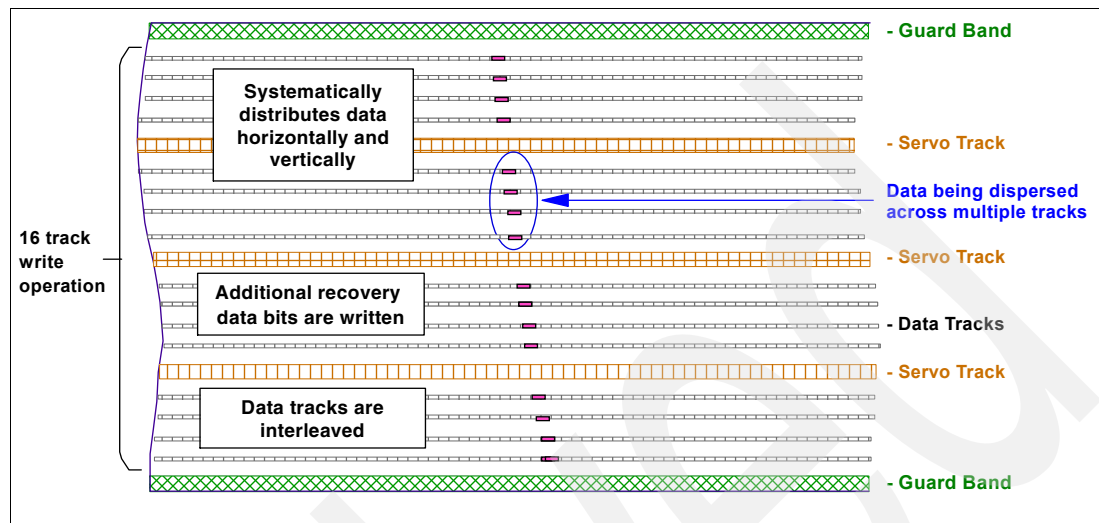 - Guard Band
Systematically
distributes data
horizontally and
vertically
- Servo Track
Data being dispersed
across multiple tracks
16 track
write
operation
- Servo Track
Additional recovery
data bits are written
- Data Tracks
- Servo Track
Data tracks are
interleaved
- Guard Band